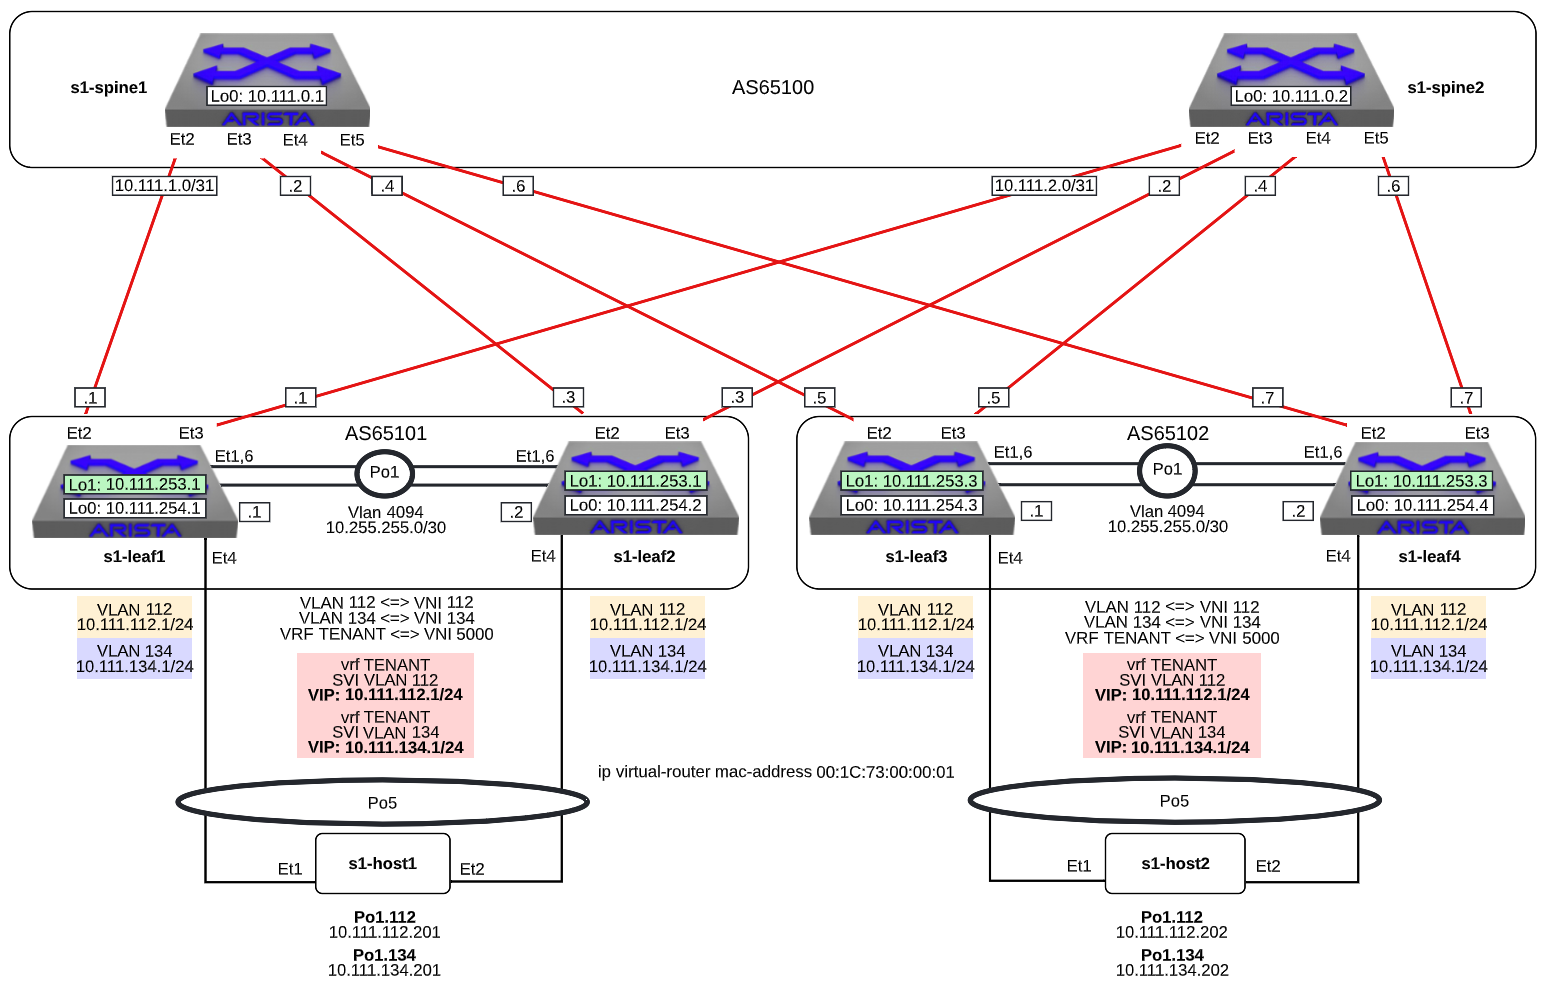 s1-spine1
Lo0: 10.111.0.1
ARISTA
Et2
Et3
Et4
Et5
AS65100
Lo0: 10.111.0.2
ARISTA
s1-spine2
Et2
Et3
Et4
Et5
10.111.1.0/31
.2
.4
.6
10.111.2.0/31
.2
.4
.6
.1
.1
.3
.3
.5
.5
.7
.7
Et2
Et3
AS65101
Et2
Et3
Lo1: 10.111.253.1
Lo0: 10.111.254.1
ARISTA
s1-leaf1
Et1,6
Po1
Et1,6
.1
Vlan 4094
10.255.255.0/30
.2
Lo1: 10.111.253.1
Lo0: 10.111.254.2
ARISTA
s1-leaf2
Et4
Et4
Et2
Et3
AS65102
Et2
Et3
Lo1: 10.111.253.3
Lo0: 10.111.254.3
ARISTA
s1-leaf3
Et1,6
Po1
Et1,6
.1
Vlan 4094
10.255.255.0/30
.2
Lo1: 10.111.253.3
Lo0: 10.111.254.4
ARISTA
s1-leaf4
Et4
Et4
VLAN 112
10.111.112.1/24
VLAN 134
10.111.134.1/24
VLAN 112 <=> VNI 112
VLAN 134 <=> VNI 134
VRF TENANT <=> VNI 5000
vrf TENANT
SVI VLAN 112
VIP: 10.111.112.1/24
vrf TENANT
SVI VLAN 134
VIP: 10.111.134.1/24
VLAN 112
10.111.112.1/24
VLAN 134
10.111.134.1/24
VLAN 112
10.111.112.1/24
VLAN 134
10.111.134.1/24
VLAN 112 <=> VNI 112
VLAN 134 <=> VNI 134
VRF TENANT <=> VNI 5000
vrf TENANT
SVI VLAN 112
VIP: 10.111.112.1/24
vrf TENANT
SVI VLAN 134
VIP: 10.111.134.1/24
VLAN 112
10.111.112.1/24
VLAN 134
10.111.134.1/24
ip virtual-router mac-address 00:1C:73:00:00:01
Po5
Et1
s1-host1
Et2
Po1.112
10.111.112.201
Po1.134
10.111.134.201
Po5
Et1
s1-host2
Et2
Po1.112
10.111.112.202
Po1.134
10.111.134.202